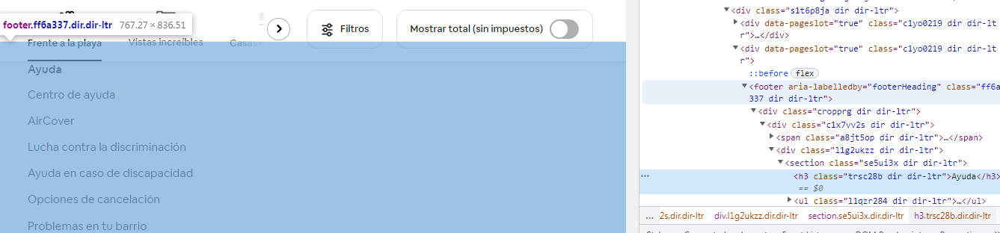 footer.ff6a337.dir.dir-ltr 767.27 × 836.51
Frente a la playa
Vistas increíbles
Casas
Filtros
Mostrar total (sin impuestos)
Ayuda
Centro de ayuda
AirCover
Lucha contra la discriminación
Ayuda en caso de discapacidad
Opciones de cancelación
Problemas en tu barrio
<div class="s1t6p8ja dir dir-ltr">
<div data-pageslot="true" class="c1yo0219 dir dir-lt
r">…</div>
<div data-pageslot="true" class="c1yo0219 dir dir-lt
r">
::before flex
<footer aria-labelledby="footerHeading" class="ff6a
337 dir dir-ltr">
<div class="cropprg dir dir-ltr">
<div class="c1x7vv2s dir dir-ltr">
<span class="a8jt5op dir dir-ltr">…</span>
<div class="l1g2ukzz dir dir-ltr">
<section class="se5ui3x dir dir-ltr">
… <h3 class="trsc28b dir dir-ltr">Ayuda</h3>
== $0
<ul class="l1qzr284 dir dir-ltr">…</ul>
… 2s.dir.dir-ltr div.l1g2ukzz.dir.dir-ltr section.se5ui3x.dir.dir-ltr h3.trsc28b.dir.dir-ltr